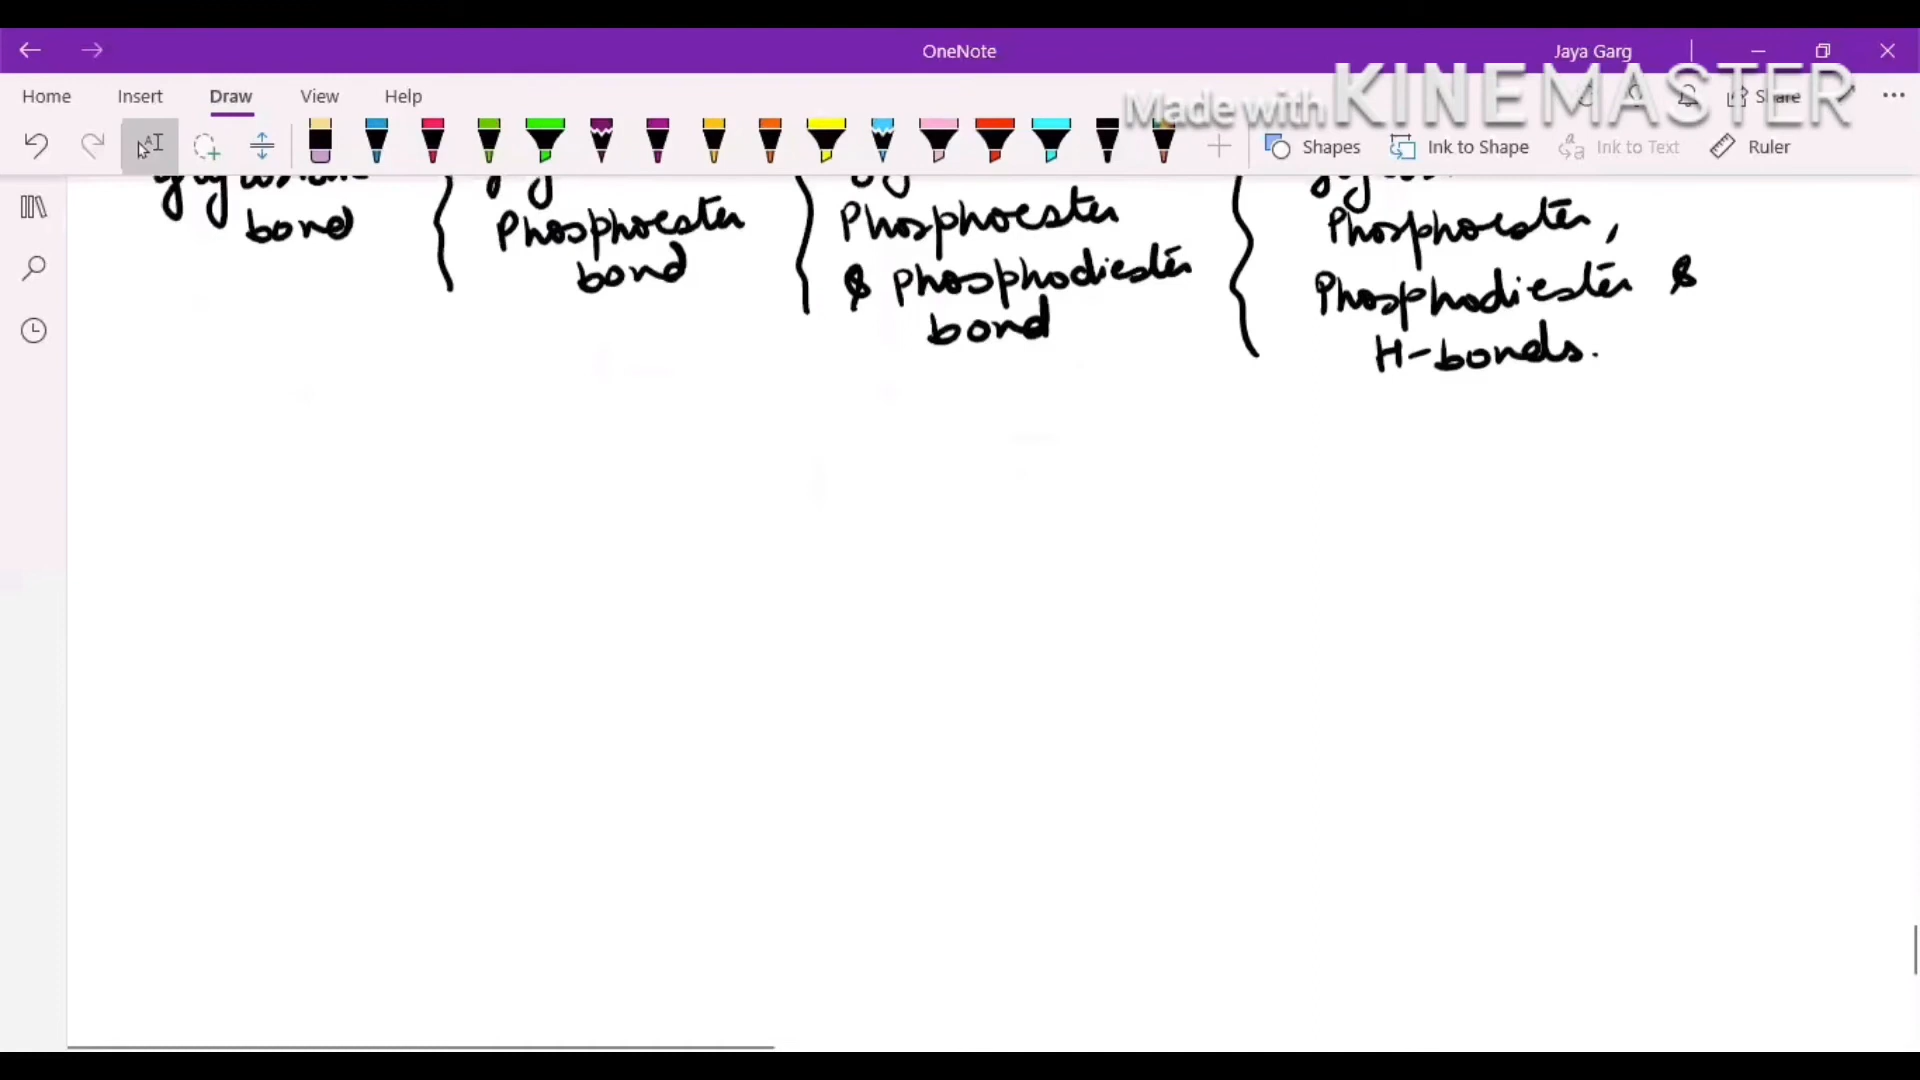 OneNote
Jaya Garg
Made with KINEMASTER
Home Insert Draw View Help
Share
Shapes Ink to Shape Ink to Text Ruler
bond
Phosphoester
bond
Phosphoester
& Phosphodiester
bond
Phosphoester,
Phosphodiester &
H-bonds.